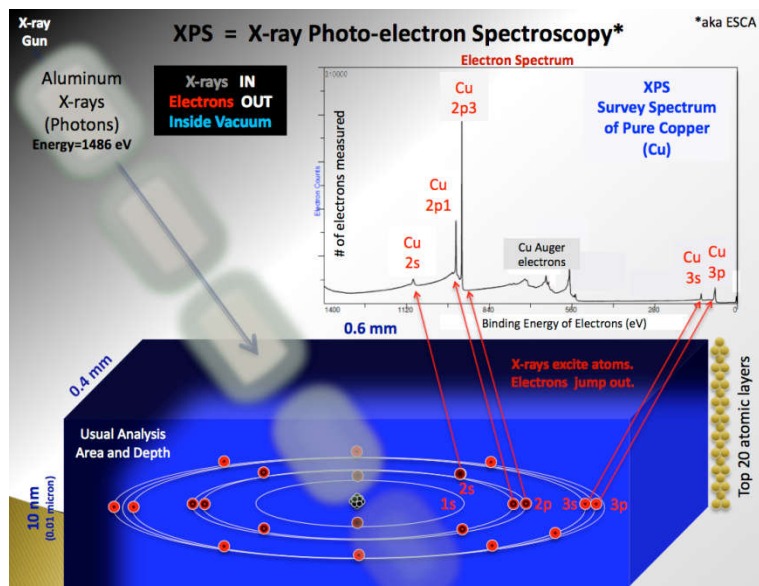 X-ray
Gun
XPS = X-ray Photo-electron Spectroscopy*
*aka ESCA
Aluminum
X-rays
(Photons)
Energy=1486 eV
X-rays IN
Electrons OUT
Inside Vacuum
Electron Spectrum
Electron Counts
# of electrons measured
Cu
2p3
Cu
2p1
Cu
2s
Cu Auger
electrons
Cu
3s
Cu
3p
XPS
Survey Spectrum
of Pure Copper
(Cu)
1400
1120
840
560
280
0
Binding Energy of Electrons (eV)
0.6 mm
0.4 mm
X-rays excite atoms.
Electrons jump out.
Usual Analysis
Area and Depth
10 nm
(0.01 micron)
1s
2s
2p
3s
3p
Top 20 atomic layers